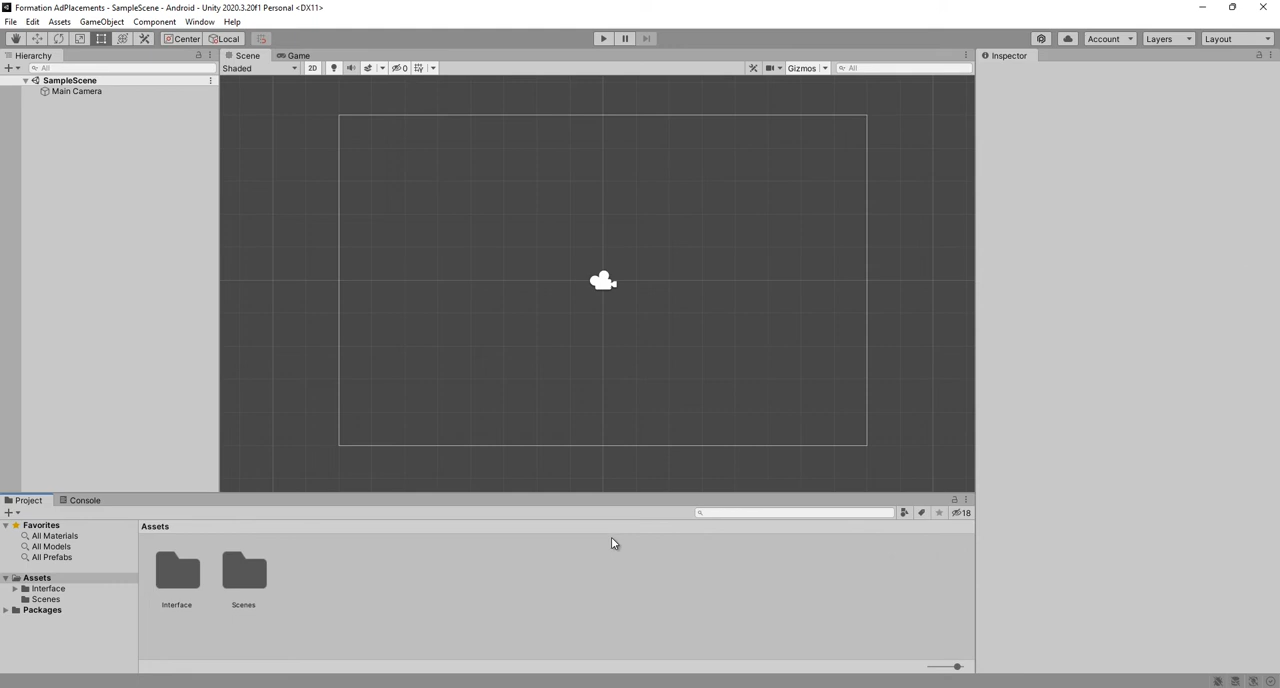 Formation AdPlacements - SampleScene - Android - Unity 2020.3.20f1 Personal <DX11>
File Edit Assets GameObject Component Window Help
Center Local Account Layers Layout
Hierarchy Scene Game Inspector
All Shaded 2D 0 Gizmos All
SampleScene
Main Camera
Project Console
18
Favorites Assets
All Materials
All Models
All Prefabs
Assets
Interface
Scenes
Packages
Interface Scenes